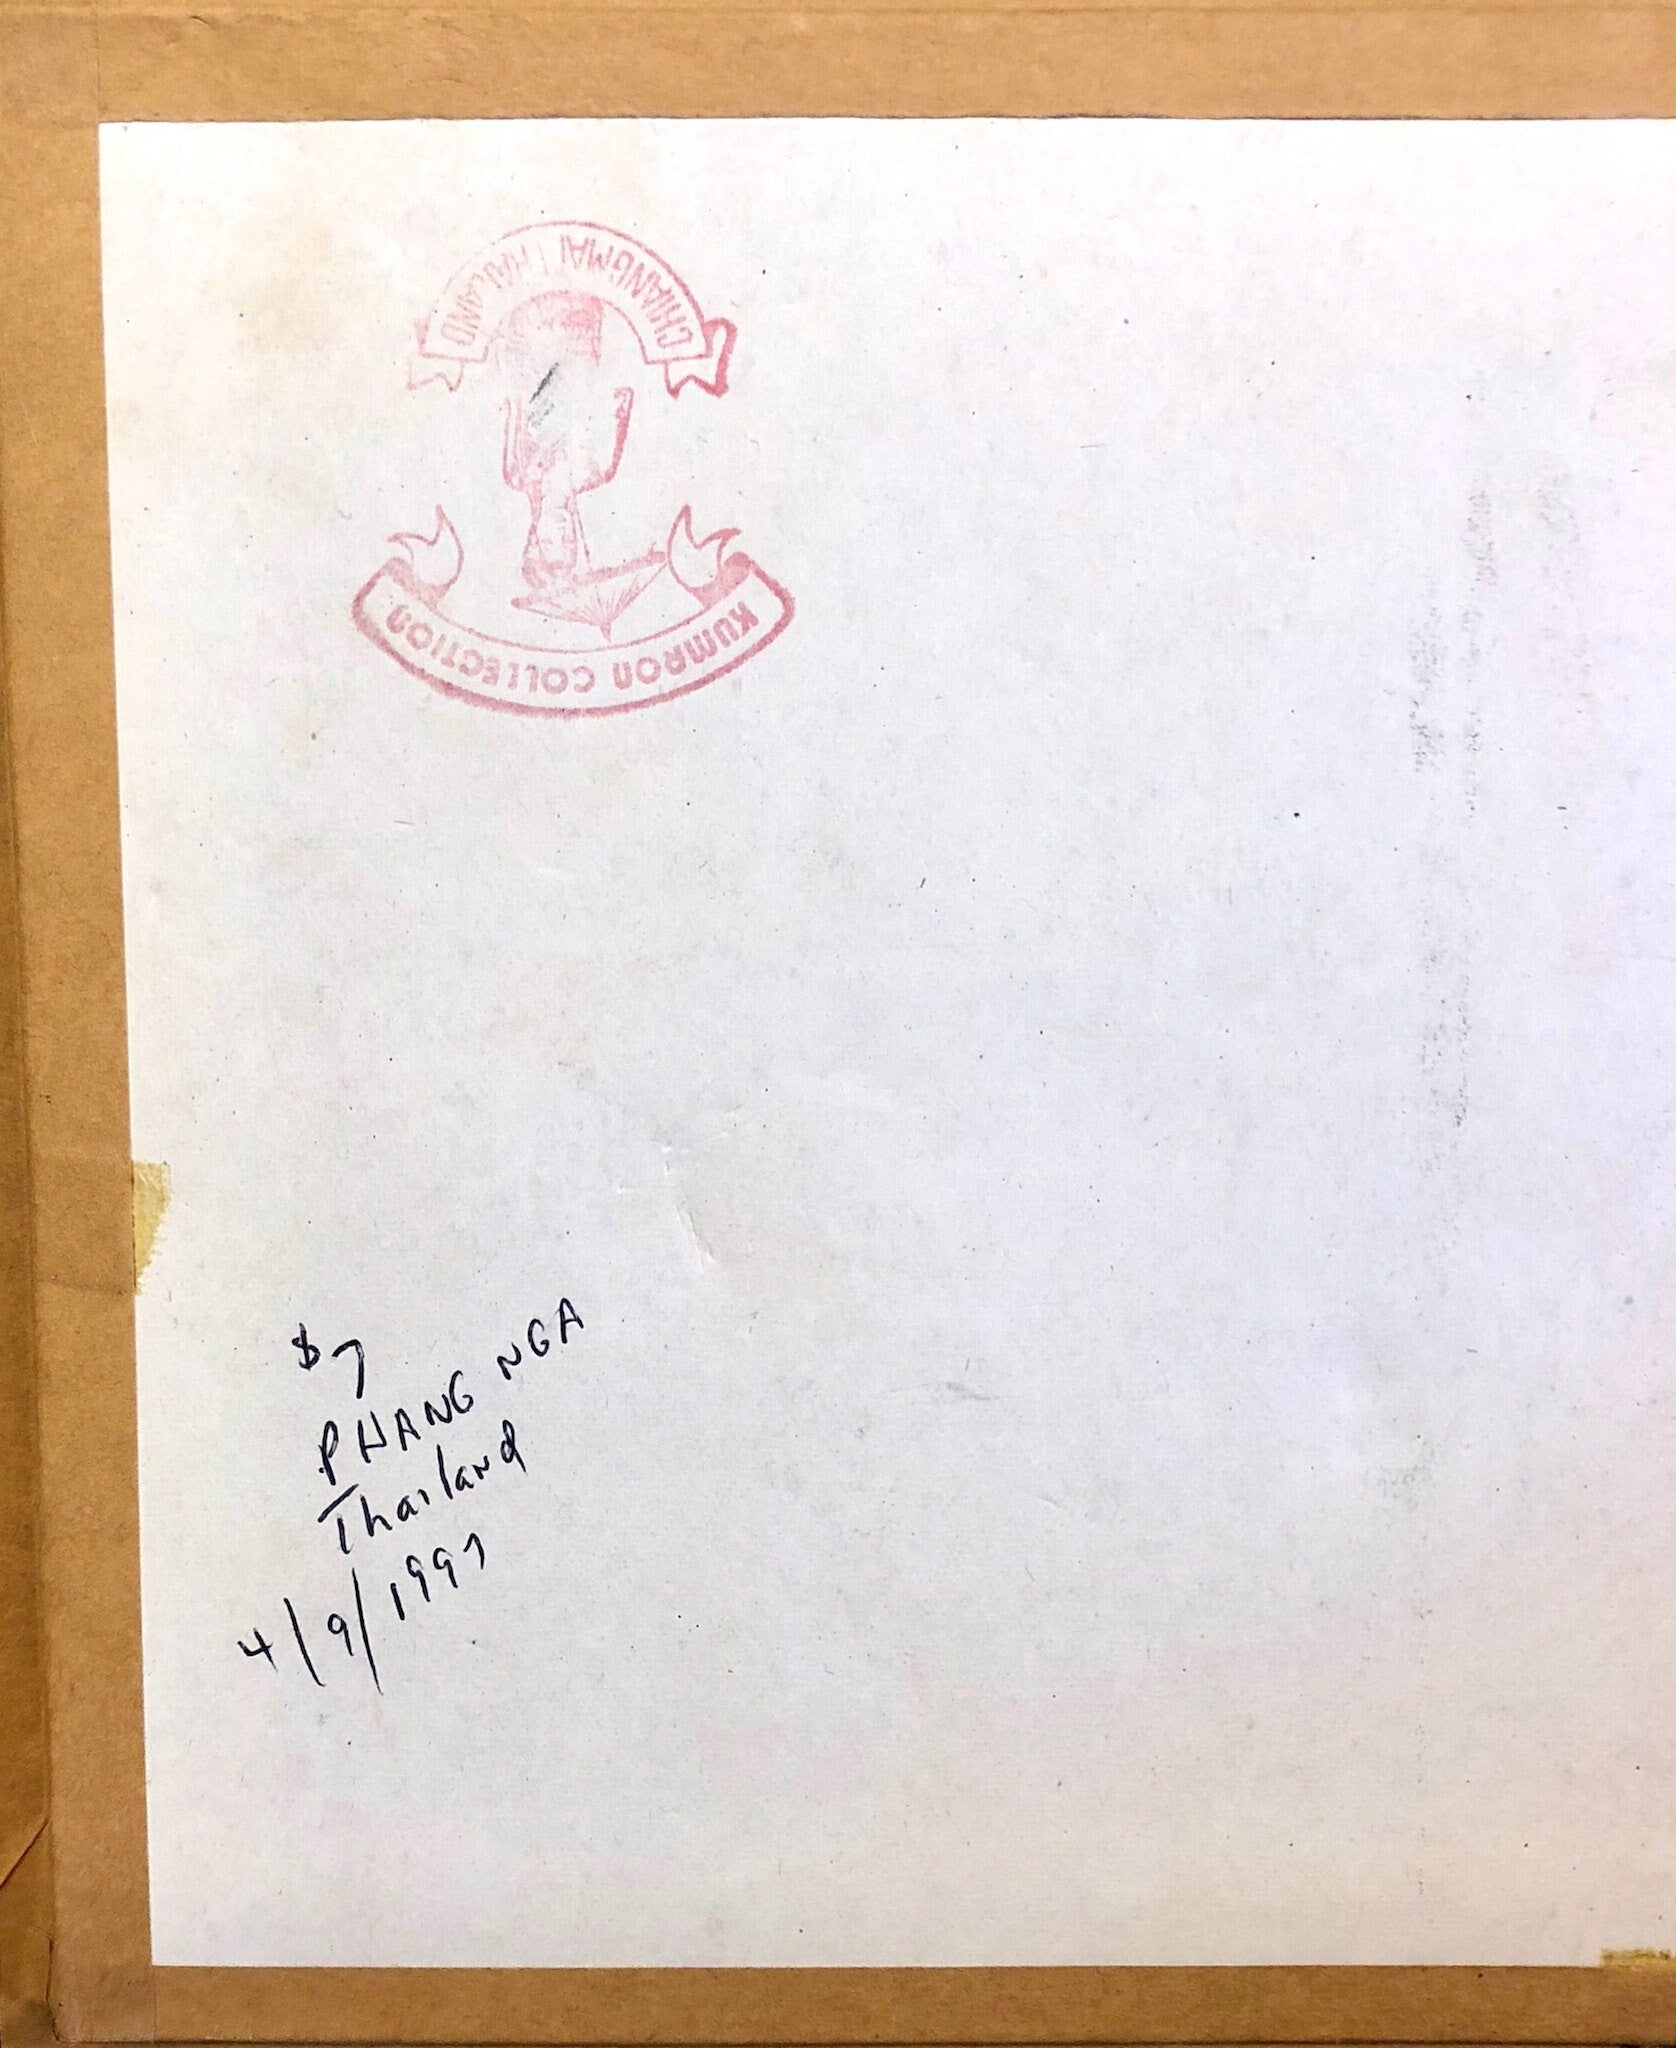 CHIANGMAI THAILAND
KUMRON COLLECTION
$7
PHANG NGA
Thailand
4/9/1997